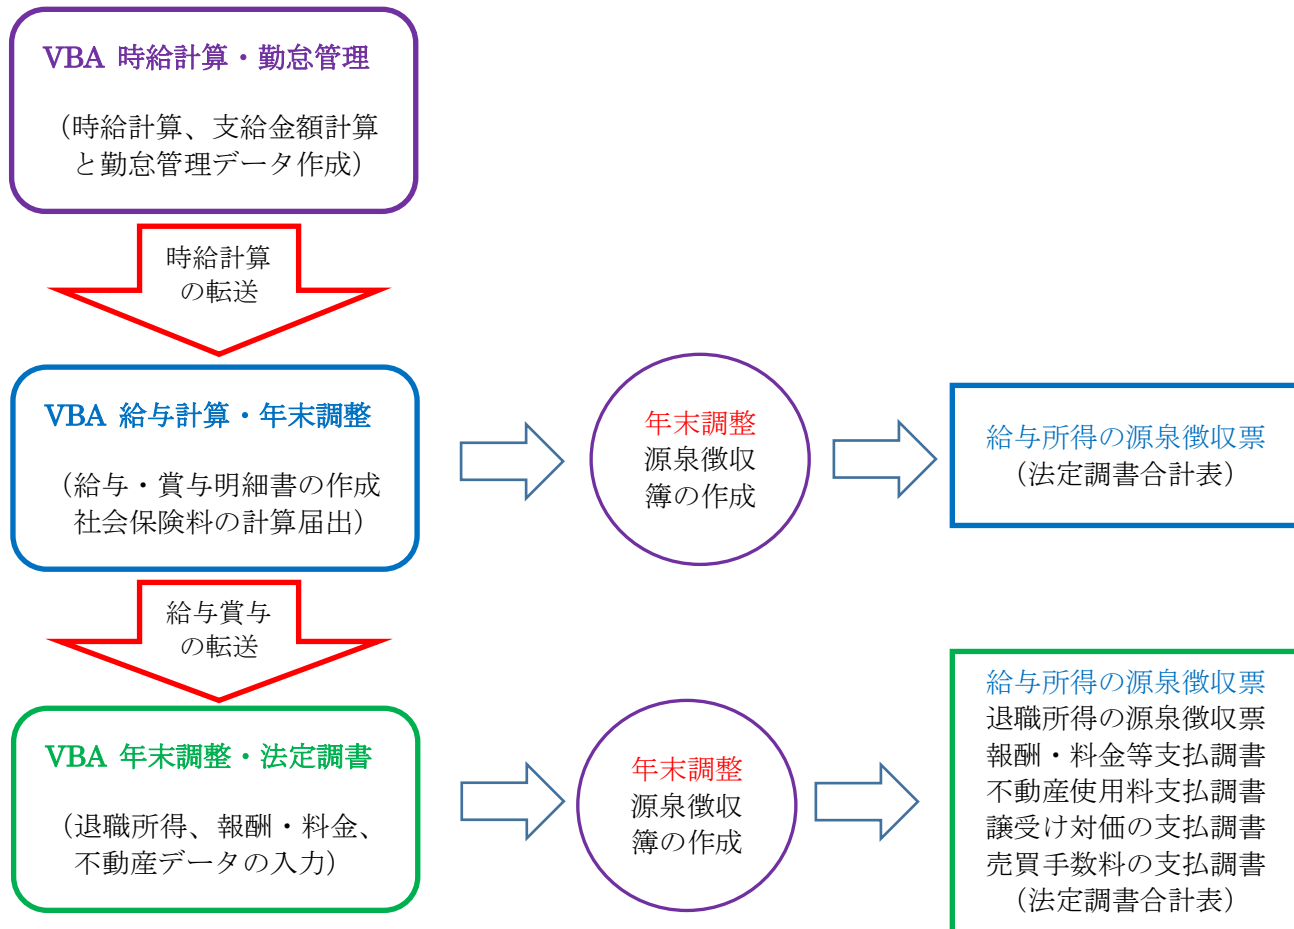 VBA 時給計算・勤怠管理
（時給計算、支給金額計算
と勤怠管理データ作成）
時給計算
の転送
VBA 給与計算・年末調整
（給与・賞与明細書の作成
社会保険料の計算届出）
年末調整
源泉徴収
簿の作成
給与所得の源泉徴収票
（法定調書合計表）
給与賞与
の転送
VBA 年末調整・法定調書
（退職所得、報酬・料金、
不動産データの入力）
年末調整
源泉徴収
簿の作成
給与所得の源泉徴収票
退職所得の源泉徴収票
報酬・料金等支払調書
不動産使用料支払調書
譲受け対価の支払調書
売買手数料の支払調書
（法定調書合計表）